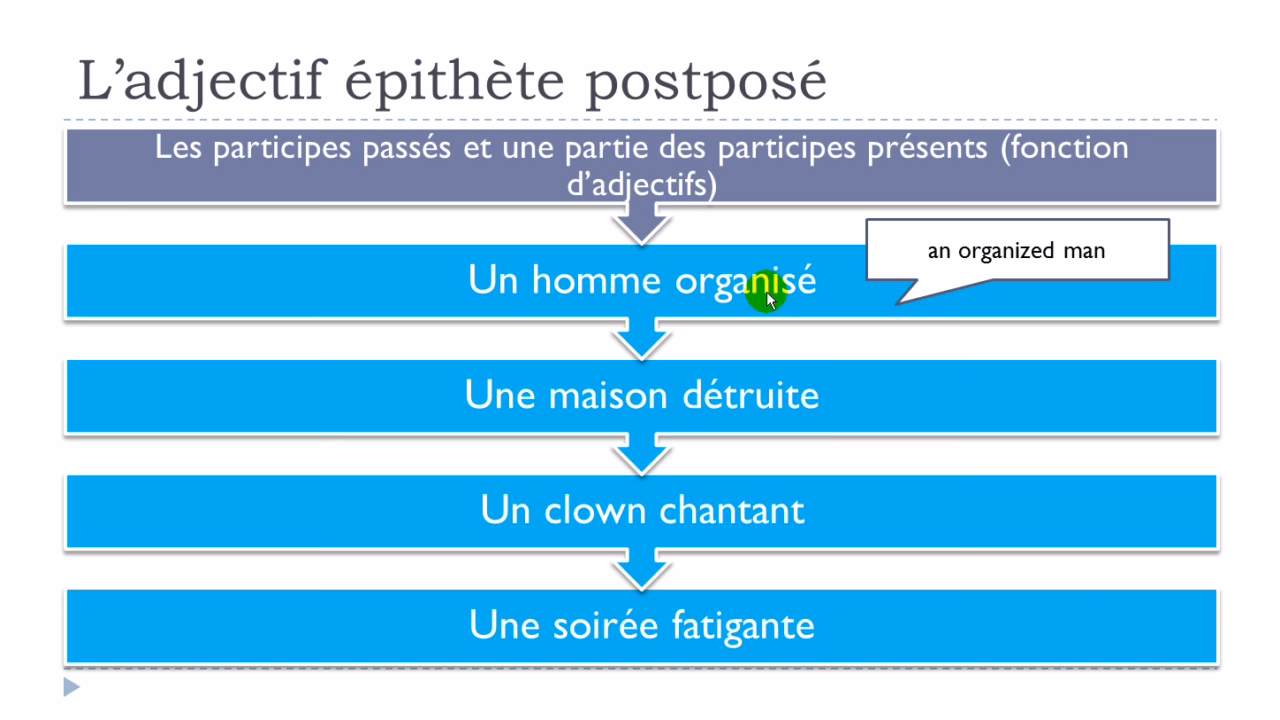 L’adjectif épithète postposé
Les participes passés et une partie des participes présents (fonction
d’adjectifs)
an organized man
Un homme organisé
Une maison détruite
Un clown chantant
Une soirée fatigante